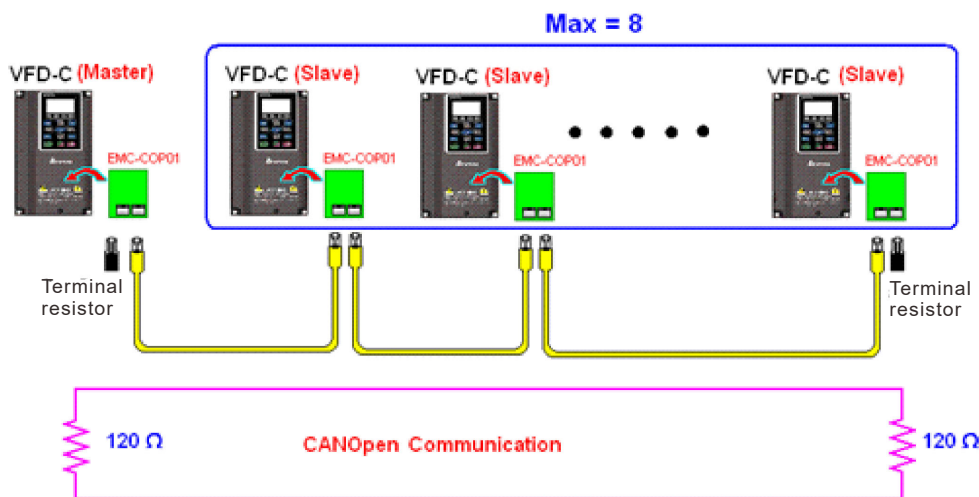 Max = 8
VFD-C (Master)
VFD-C (Slave)
VFD-C (Slave)
VFD-C (Slave)
EMC-COP01
EMC-COP01
EMC-COP01
EMC-COP01
Terminal
resistor
Terminal
resistor
120 Ω
CANOpen Communication
120 Ω